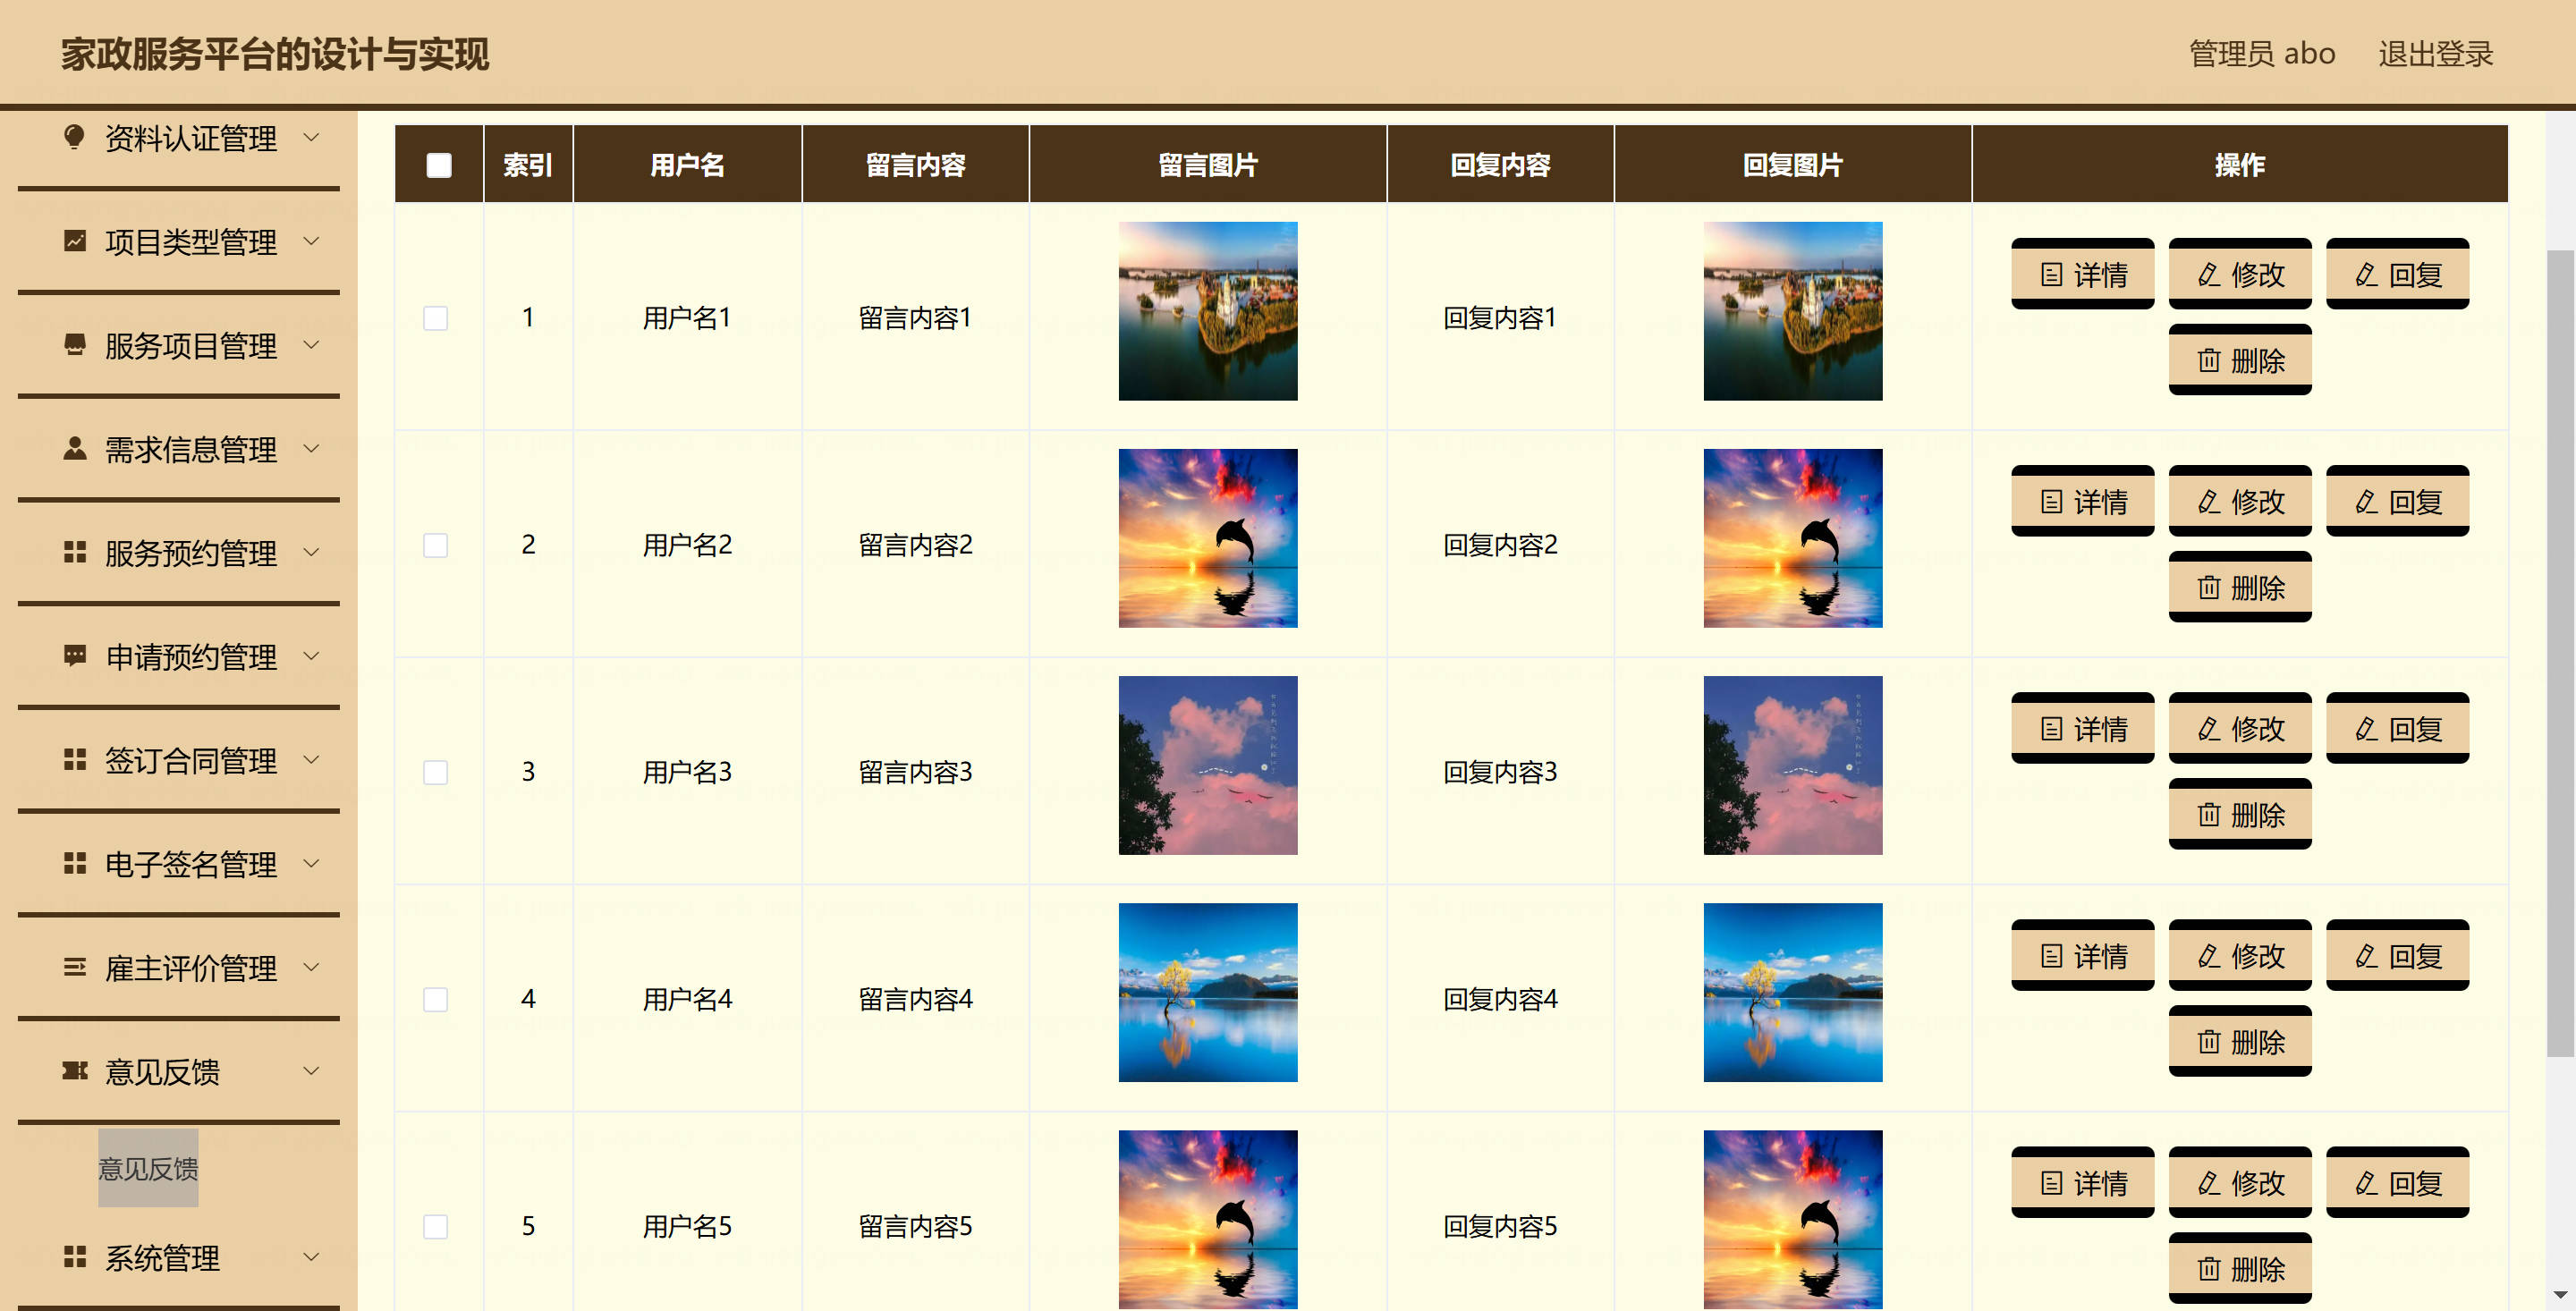 家政服务平台的设计与实现
管理员 abo 退出登录
资料认证管理
项目类型管理
服务项目管理
需求信息管理
服务预约管理
申请预约管理
签订合同管理
电子签名管理
雇主评价管理
意见反馈
意见反馈
系统管理
索引 用户名 留言内容 留言图片 回复内容 回复图片 操作
1 用户名1 留言内容1 回复内容1 详情 修改 回复
删除
2 用户名2 留言内容2 回复内容2 详情 修改 回复
删除
3 用户名3 留言内容3 回复内容3 详情 修改 回复
删除
4 用户名4 留言内容4 回复内容4 详情 修改 回复
删除
5 用户名5 留言内容5 回复内容5 详情 修改 回复
删除